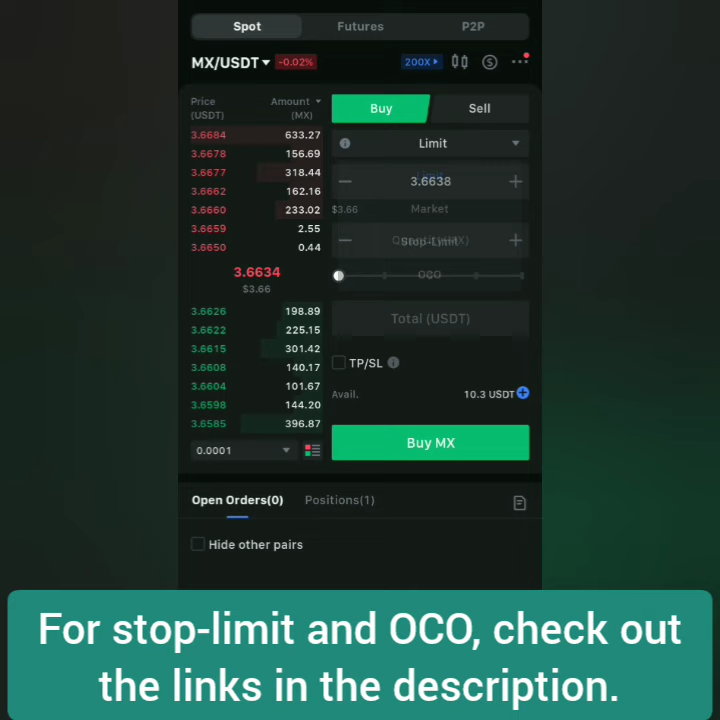 Spot Futures P2P
MX/USDT -0.02% 200X
Price Amount
(USDT) (MX)
Buy Sell
3.6684 633.27
3.6678 156.69
3.6677 318.44
3.6662 162.16
3.6660 233.02
3.6659 2.55
3.6650 0.44
3.6634
$3.66
3.6626 198.89
3.6622 225.15
3.6615 301.42
3.6608 140.17
3.6604 101.67
3.6598 144.20
3.6585 396.87
0.0001
Limit
Limit
3.6638
$3.66 Market
Stop-Limit
OCO
Total (USDT)
TP/SL
Avail. 10.3 USDT
Buy MX
Open Orders(0) Positions(1)
Hide other pairs
For stop-limit and OCO, check out
the links in the description.